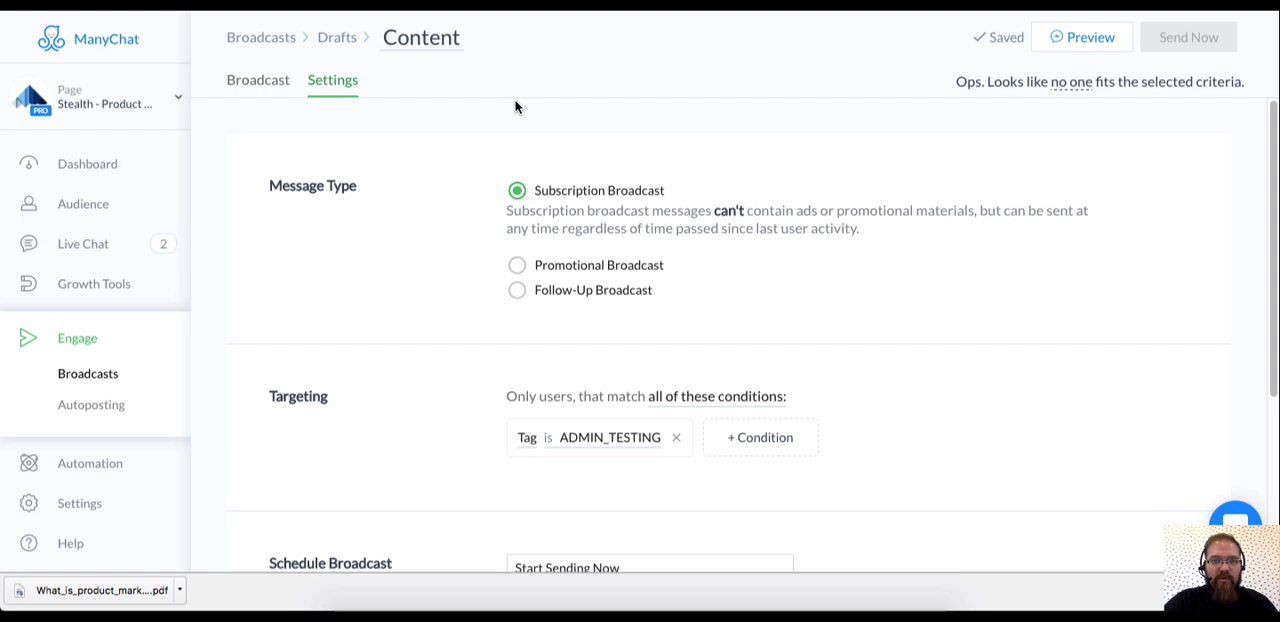 ManyChat
Page
Stealth - Product ...
PRO
Dashboard
Audience
Live Chat 2
Growth Tools
Engage
Broadcasts
Autoposting
Automation
Settings
Help
Broadcasts > Drafts > Content
Saved
Preview
Send Now
Broadcast
Settings
Ops. Looks like no one fits the selected criteria.
Message Type
Subscription Broadcast
Subscription broadcast messages can't contain ads or promotional materials, but can be sent at
any time regardless of time passed since last user activity.
Promotional Broadcast
Follow-Up Broadcast
Targeting
Only users, that match all of these conditions:
Tag is ADMIN_TESTING ×
+ Condition
Schedule Broadcast
Start Sending Now
What_is_product_mark....pdf